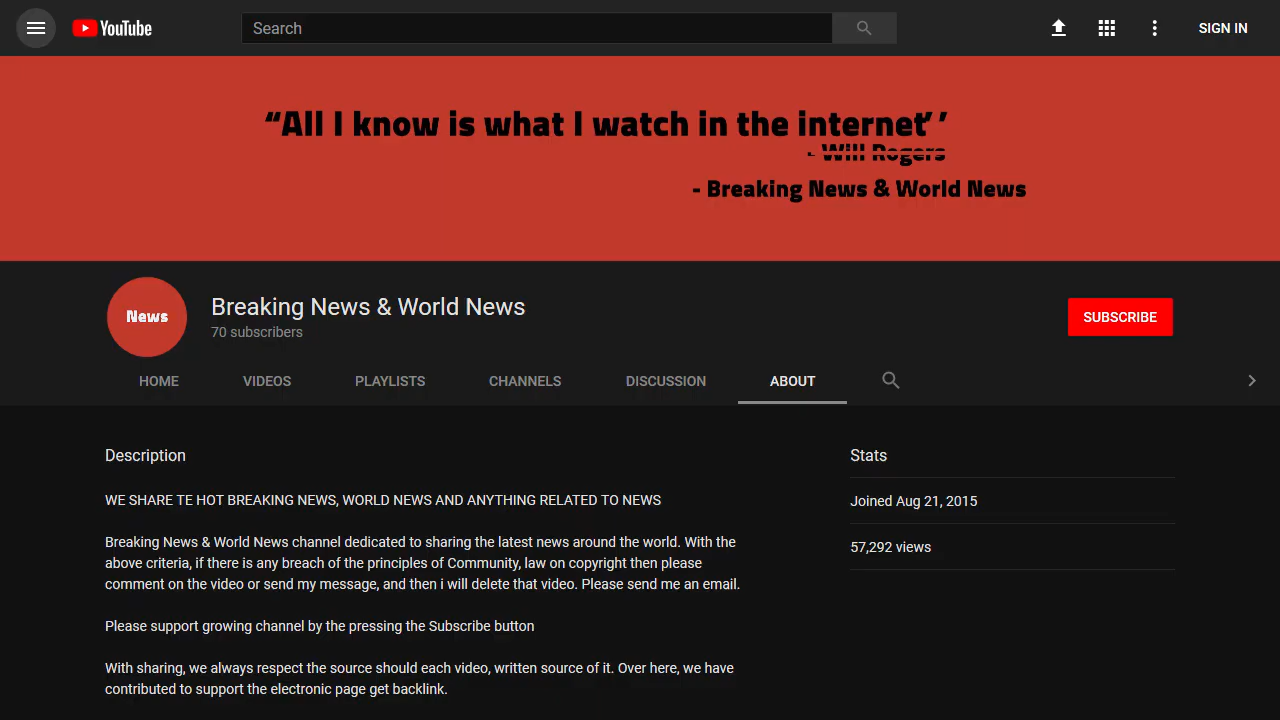 YouTube
Search
SIGN IN
“All I know is what I watch in the internet’’
- Will Rogers
- Breaking News & World News
News
Breaking News & World News
70 subscribers
SUBSCRIBE
HOME VIDEOS PLAYLISTS CHANNELS DISCUSSION ABOUT
Description
WE SHARE TE HOT BREAKING NEWS, WORLD NEWS AND ANYTHING RELATED TO NEWS
Breaking News & World News channel dedicated to sharing the latest news around the world. With the
above criteria, if there is any breach of the principles of Community, law on copyright then please
comment on the video or send my message, and then i will delete that video. Please send me an email.
Please support growing channel by the pressing the Subscribe button
With sharing, we always respect the source should each video, written source of it. Over here, we have
contributed to support the electronic page get backlink.
Stats
Joined Aug 21, 2015
57,292 views